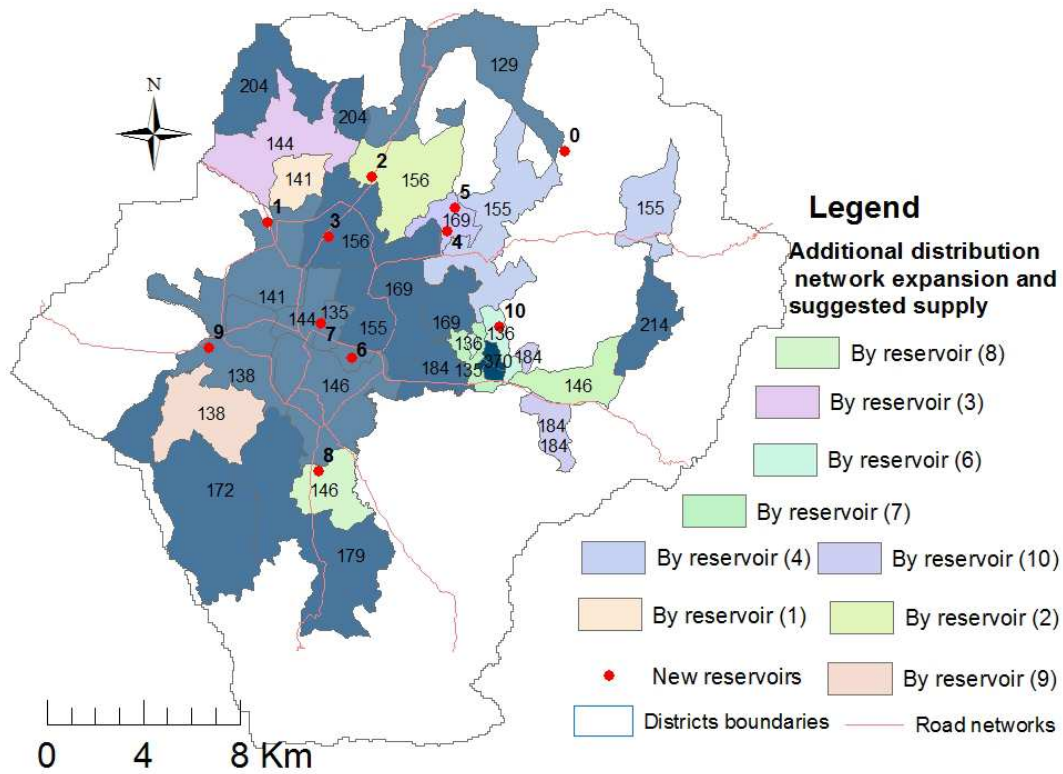 129
204
N
204
0
144
2
141
156
5
155
155
1
169
3
156
4
169
141
214
10
144
135
155
169
136
9
7
136
6
370
184
138
184
135
146
146
138
184
184
8
172
146
179
Legend
Additional distribution
network expansion and
suggested supply
By reservoir (8)
By reservoir (3)
By reservoir (6)
By reservoir (7)
By reservoir (4)
By reservoir (10)
By reservoir (1)
By reservoir (2)
New reservoirs
By reservoir (9)
Districts boundaries
Road networks
0 4 8 Km